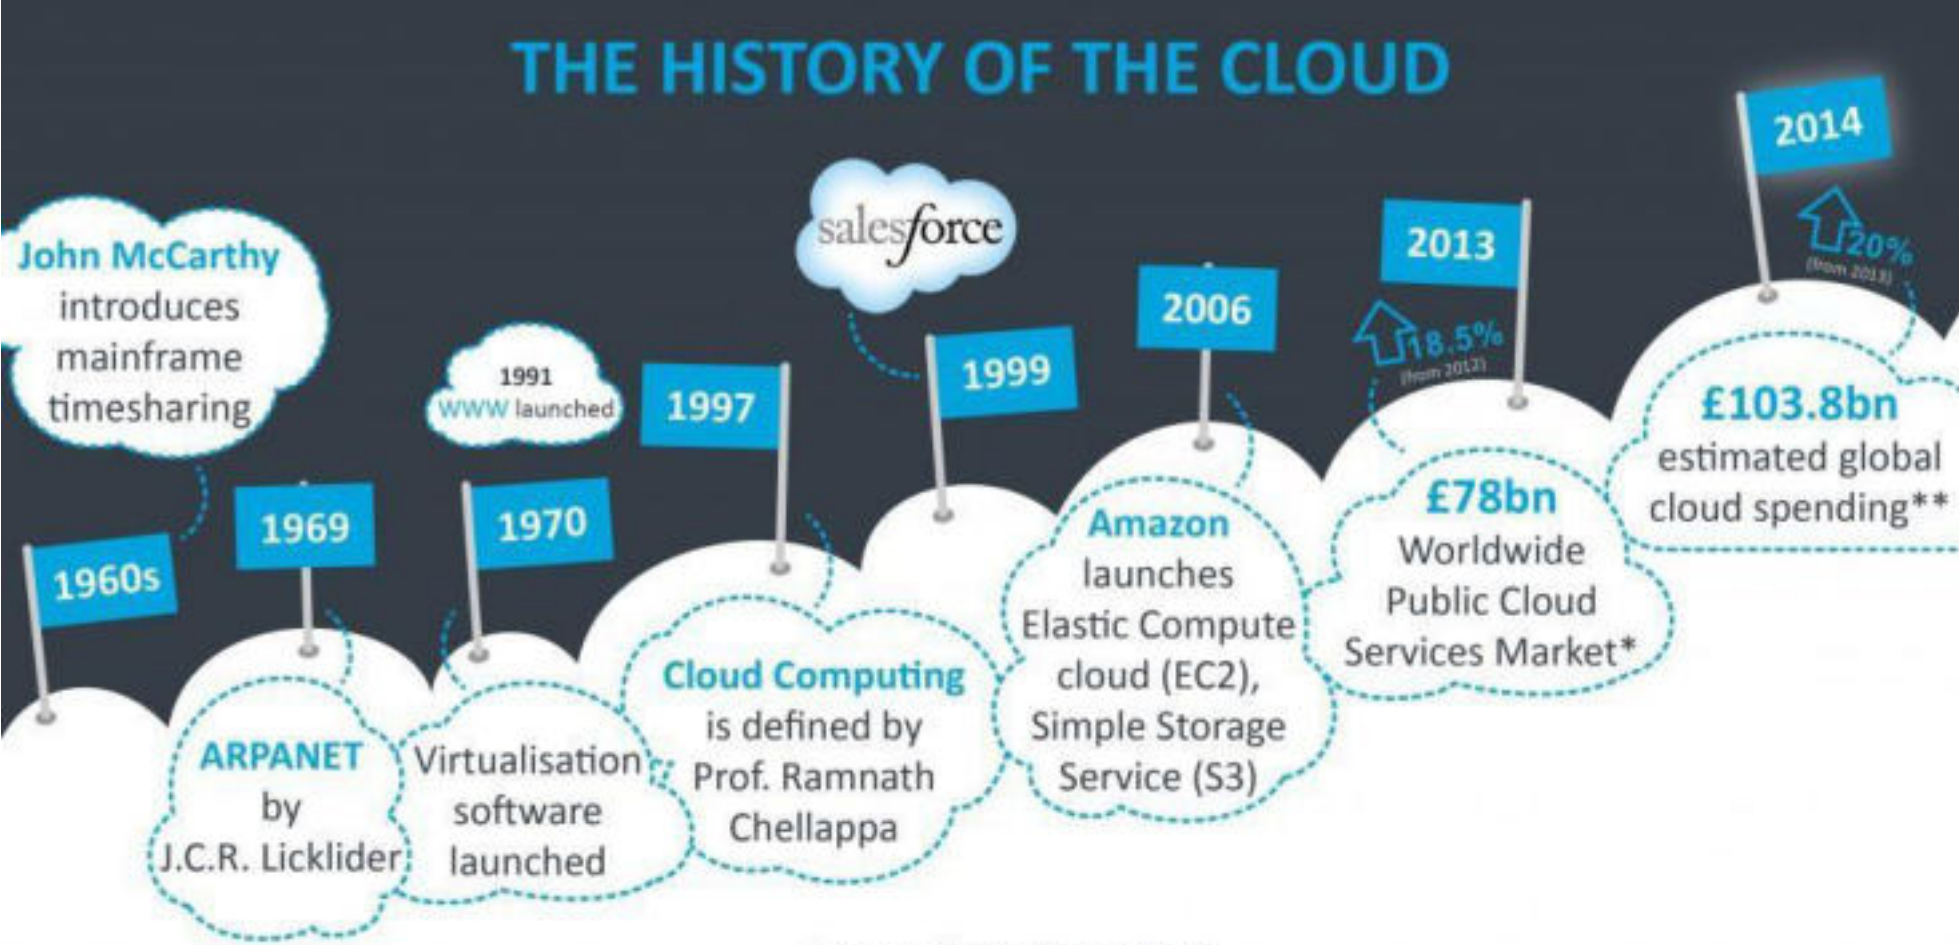 THE HISTORY OF THE CLOUD
John McCarthy
introduces
mainframe
timesharing
1960s
1969
ARPANET
by
J.C.R. Licklider
1970
Virtualisation
software
launched
1991
WWW launched
1997
Cloud Computing
is defined by
Prof. Ramnath
Chellappa
salesforce
1999
2006
Amazon
launches
Elastic Compute
cloud (EC2),
Simple Storage
Service (S3)
2013
18.5%
(from 2012)
£78bn
Worldwide
Public Cloud
Services Market*
2014
20%
(from 2013)
£103.8bn
estimated global
cloud spending**